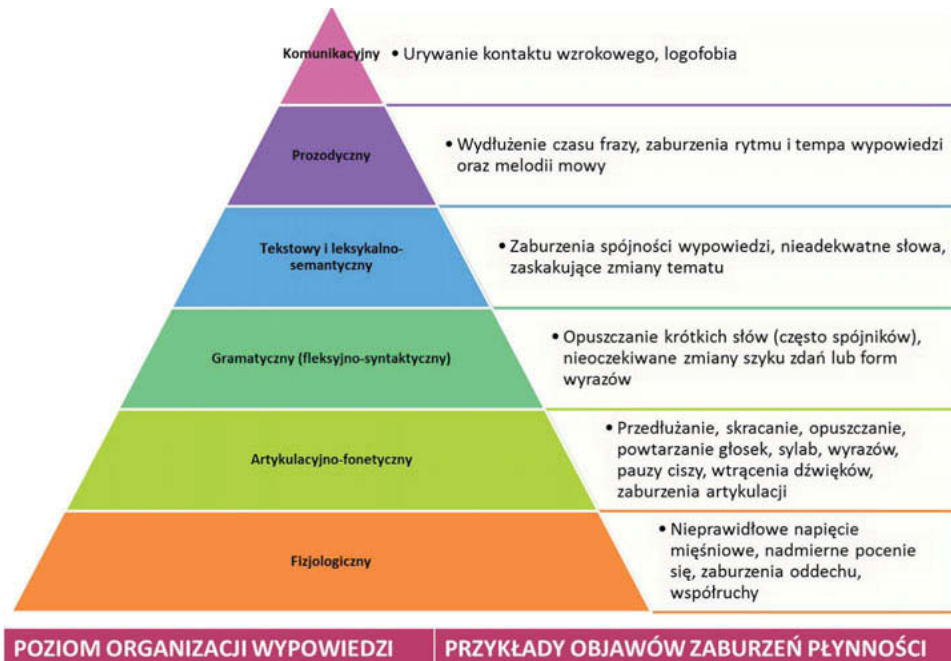 Komunikacyjny
• Urywanie kontaktu wzrokowego, logofobia
Prozodyczny
• Wydłużenie czasu frazy, zaburzenia rytmu i tempa wypowiedzi
oraz melodii mowy
Tekstowy i leksykalno-
semantyczny
• Zaburzenia spójności wypowiedzi, nieadekwatne słowa,
zaskakujące zmiany tematu
Gramatyczny (fleksyjno-syntaktyczny)
• Opuszczanie krótkich słów (często spójników),
nieoczekiwane zmiany szyku zdań lub form
wyrazów
Artykulacyjno-fonetyczny
• Przedłużanie, skracanie, opuszczanie,
powtarzanie głosek, sylab, wyrazów,
pauzy ciszy, wtrącenia dźwięków,
zaburzenia artykulacji
Fizjologiczny
• Nieprawidłowe napięcie
mięśniowe, nadmierne pocenie
się, zaburzenia oddechu,
współruchy
POZIOM ORGANIZACJI WYPOWIEDZI
PRZYKŁADY OBJAWÓW ZABURZEŃ PŁYNNOŚCI